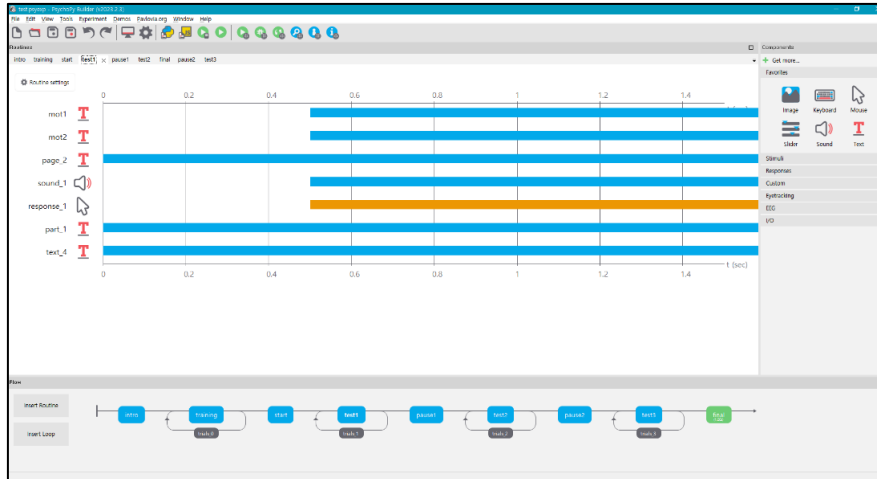 test.psyexp - PsychoPy Builder (v2021.2.3)
File Edit View Tools Experiment Demos Pavlovia.org Window Help
Routines
Components
intro training start test1 pause1 test2 final pause2 test3
Get more...
Favorites
Routine settings
0 0.2 0.4 0.6 0.8 1 1.2 1.4
mot1
mot2
page_2
sound_1
response_1
part_1
text_4
0 0.2 0.4 0.6 0.8 1 1.2 1.4
t (sec)
Image Keyboard Mouse
Slider Sound Text
Stimuli
Responses
Custom
Eyetracking
EEG
I/O
Flow
Insert Routine
Insert Loop
intro training start test1 pause1 test2 pause2 test3 final
trials_1 trials_2 trials_3